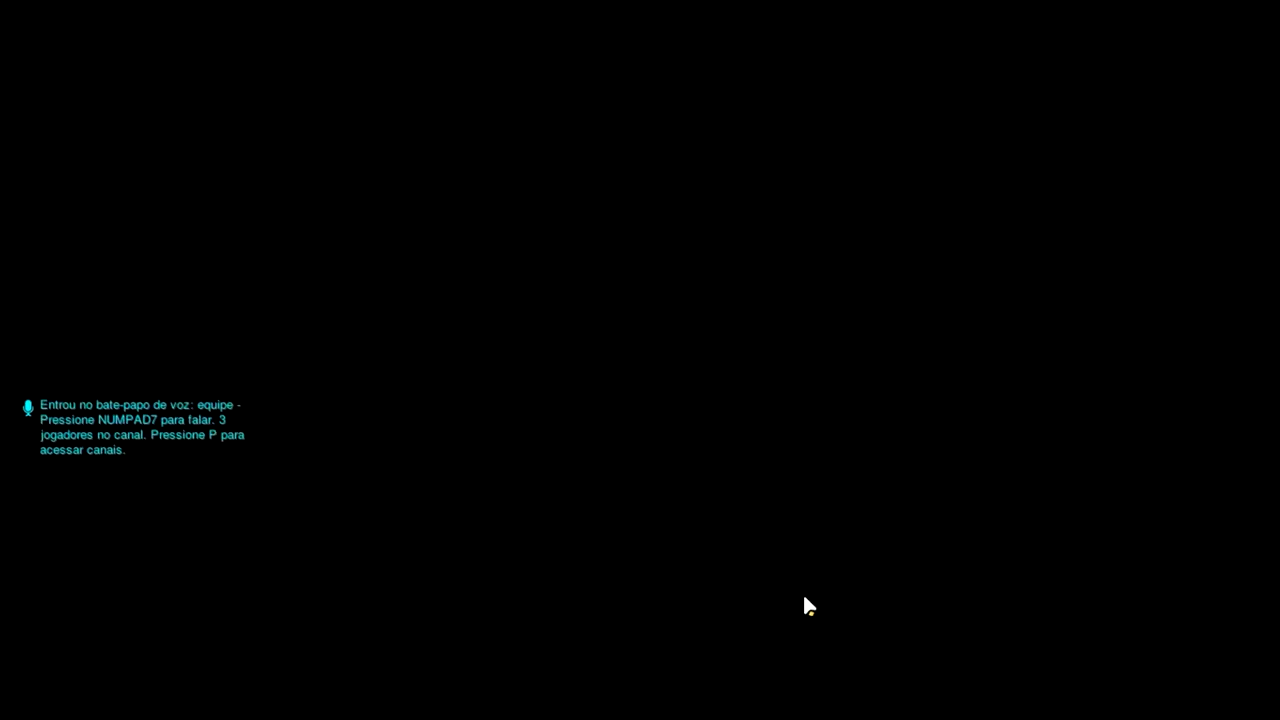 Entrou no bate-papo de voz: equipe -
Pressione NUMPAD7 para falar. 3
jogadores no canal. Pressione P para
acessar canais.